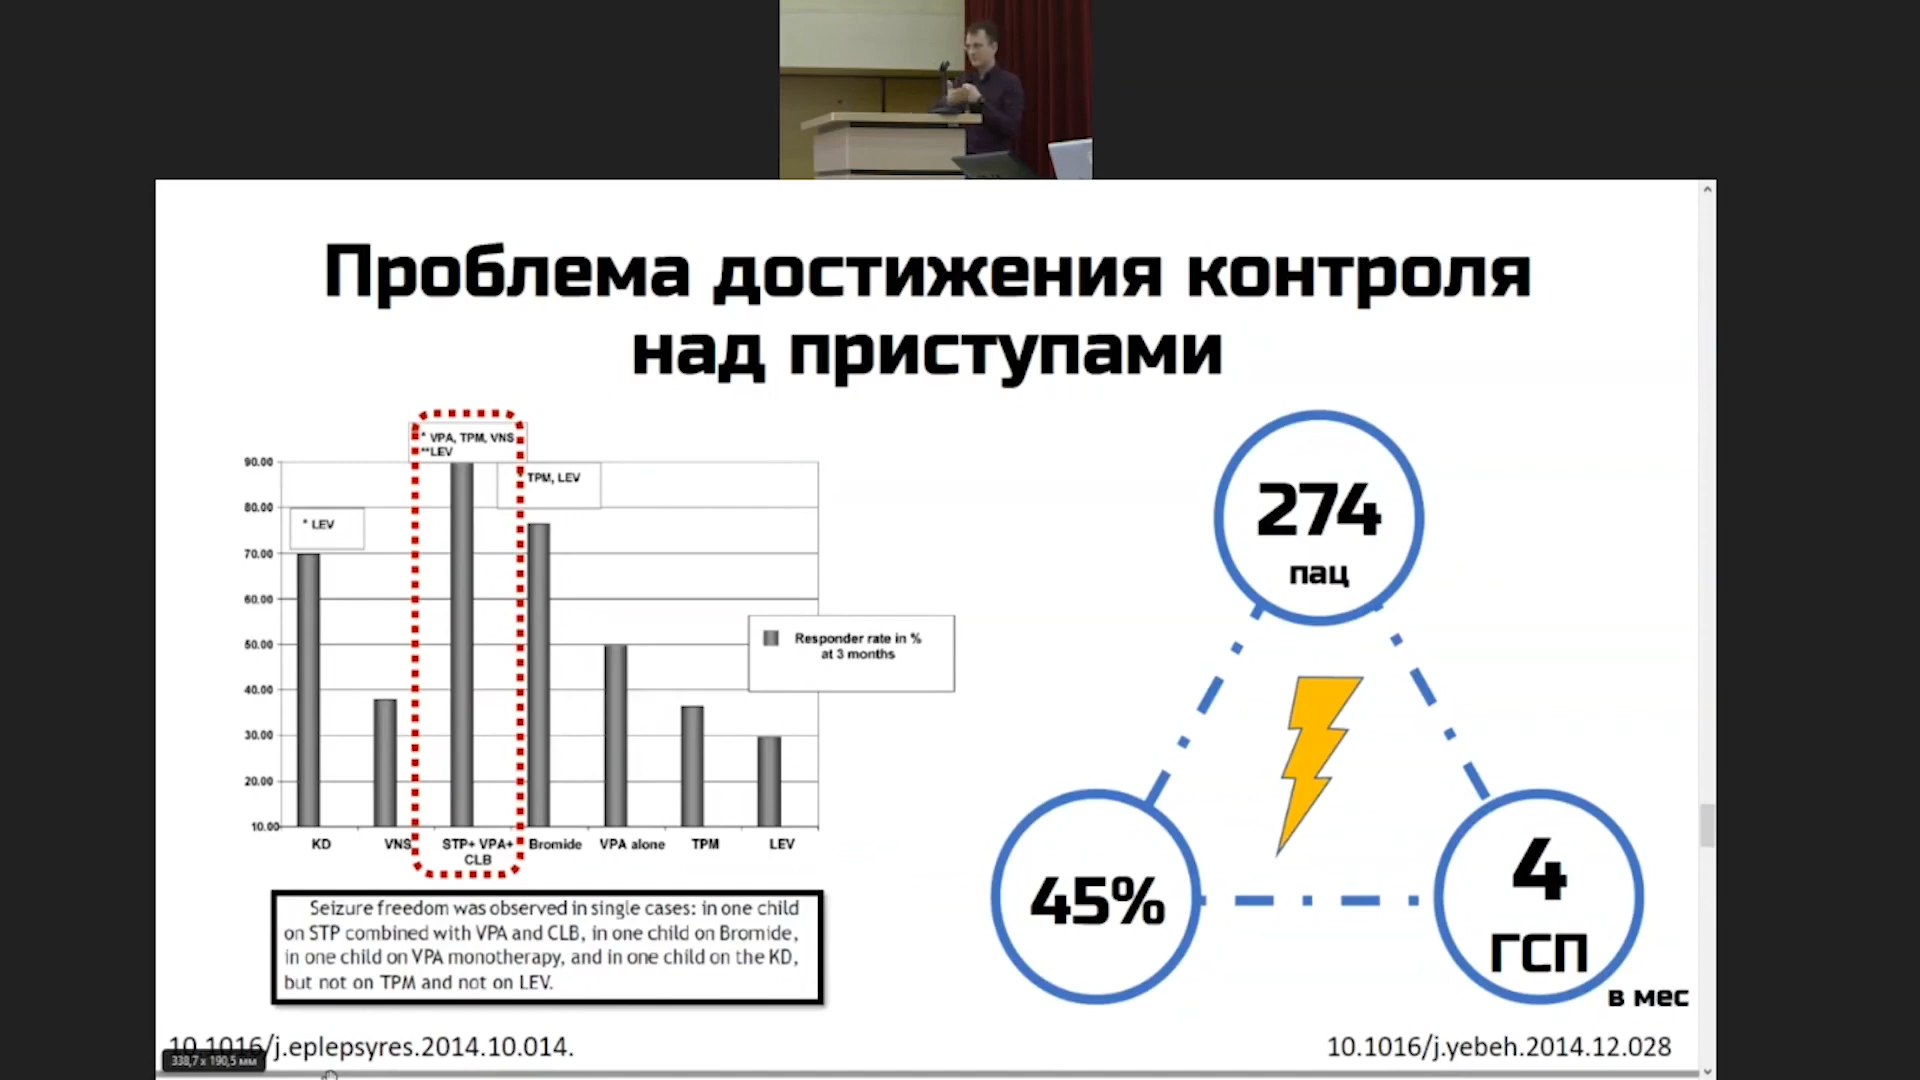 Проблема достижения контроля
над приступами
* VPA, TPM, VNS
**LEV
TPM, LEV
* LEV
90.00
80.00
70.00
60.00
50.00
40.00
30.00
20.00
10.00
Responder rate in %
at 3 months
KD
VNS
STP+ VPA+
CLB
Bromide
VPA alone
TPM
LEV
Seizure freedom was observed in single cases: in one child
on STP combined with VPA and CLB, in one child on Bromide,
in one child on VPA monotherapy, and in one child on the KD,
but not on TPM and not on LEV.
274
пац
45%
4
ГСП
в мес
10.1016/j.eplepsyres.2014.10.014.
10.1016/j.yebeh.2014.12.028
338,7 x 190,5 мм